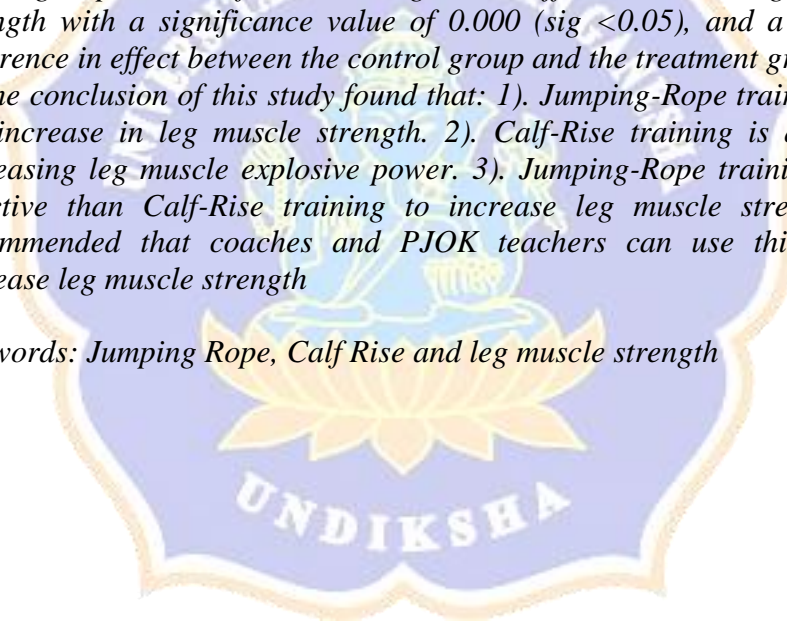 ngth with a significance value of 0.000 (sig <0.05), and a
erence in effect between the control group and the treatment gr
ne conclusion of this study found that: 1). Jumping-Rope train
increase in leg muscle strength. 2). Calf-Rise training is
easing leg muscle explosive power. 3). Jumping-Rope traini
ctive than Calf-Rise training to increase leg muscle stre
mmended that coaches and PJOK teachers can use thi
ease leg muscle strength
words: Jumping Rope, Calf Rise and leg muscle strength
UNDIKSHA